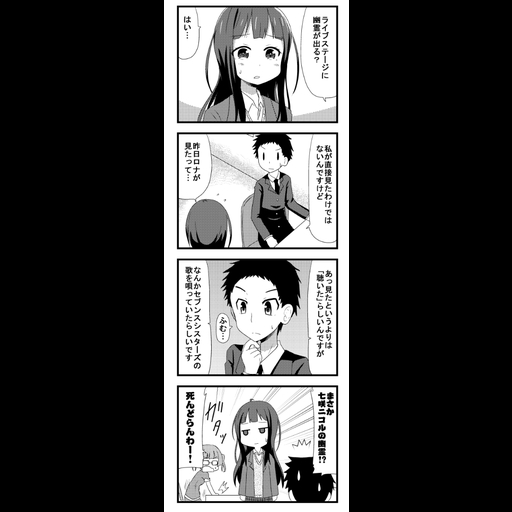 ライブステージに
幽霊が出る？
はい…
私が直接見たわけでは
ないんですけど
昨日ロナが
見たって…
あっ見たというよりは
「聴いた」らしいんですが
ふむ…
なんかセブンスシスターズの
歌を唄っていたらしいです
まさか
七咲ニコルの幽霊!?
ガタッ
死んどらんわー！